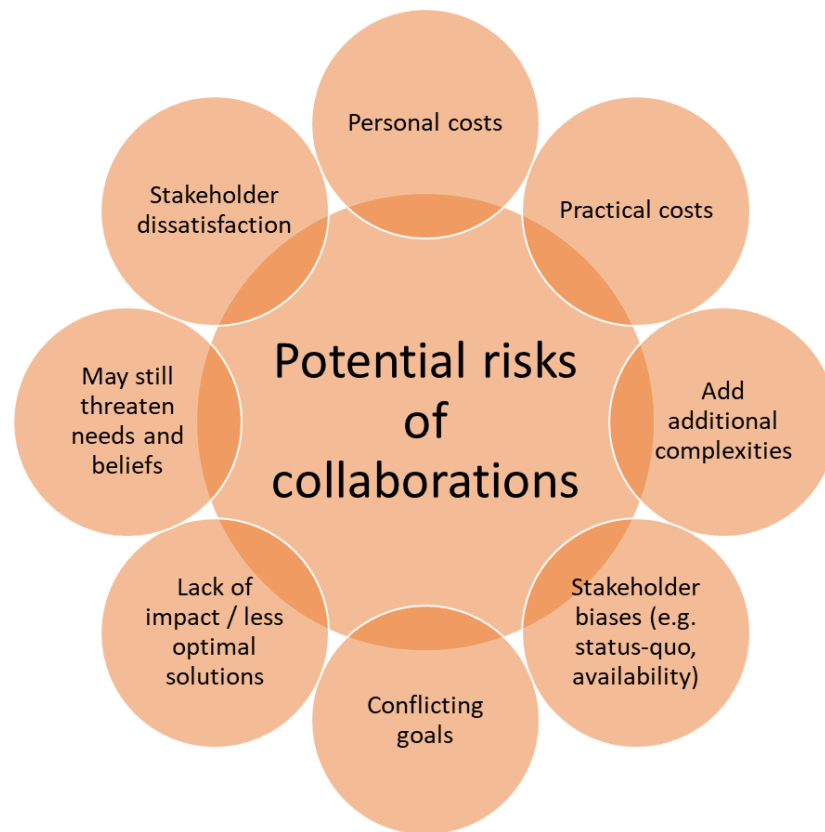 Personal costs
Practical costs
Add
additional
complexities
Stakeholder
biases (e.g.
status-quo,
availability)
Conflicting
goals
Lack of
impact / less
optimal
solutions
May still
threaten
needs and
beliefs
Stakeholder
dissatisfaction
Potential risks
of
collaborations